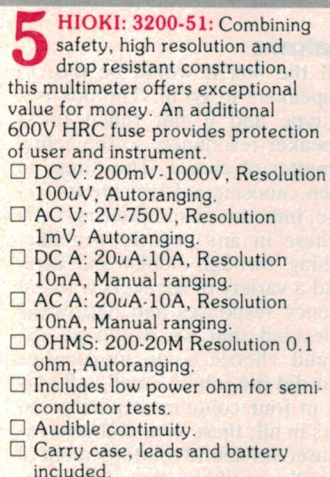 5 HIOKI: 3200-51: Combining
safety, high resolution and
drop resistant construction,
this multimeter offers exceptional
value for money. An additional
600V HRC fuse provides protection
of user and instrument.
☐ DC V: 200mV-1000V, Resolution
100uV, Autoranging.
☐ AC V: 2V-750V, Resolution
1mV, Autoranging.
☐ DC A: 20uA-10A, Resolution
10nA, Manual ranging.
☐ AC A: 20uA-10A, Resolution
10nA, Manual ranging.
☐ OHMS: 200-20M Resolution 0.1
ohm, Autoranging.
☐ Includes low power ohm for semi-
conductor tests.
☐ Audible continuity.
☐ Carry case, leads and battery
included.